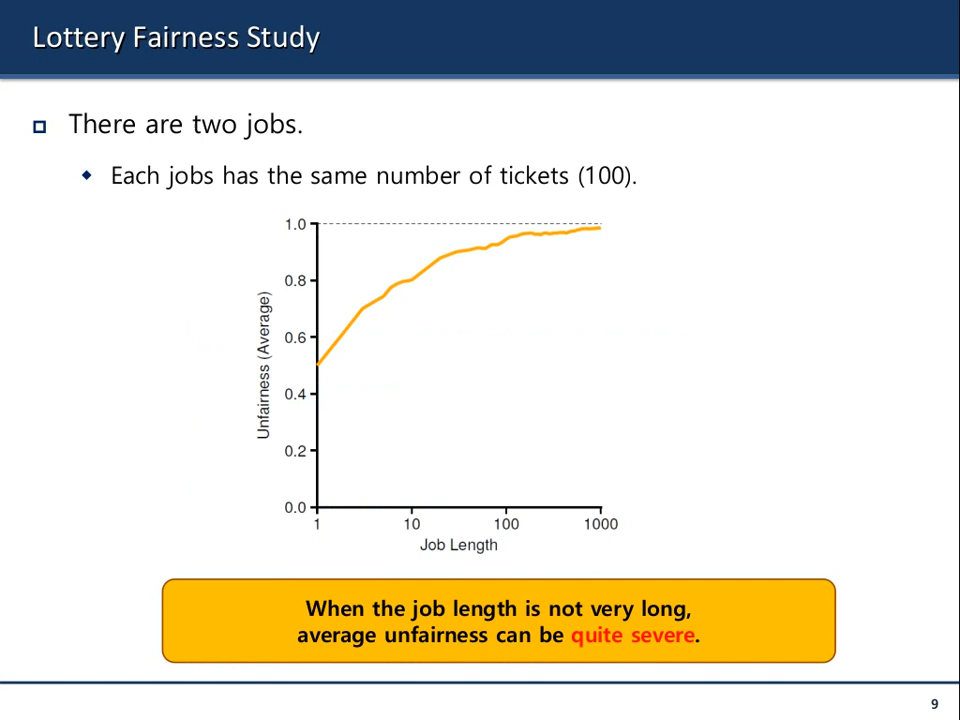 Lottery Fairness Study
There are two jobs.
Each jobs has the same number of tickets (100).
1.0
0.8
0.6
0.4
0.2
0.0
Unfairness (Average)
1 10 100 1000
Job Length
When the job length is not very long,
average unfairness can be quite severe.
9